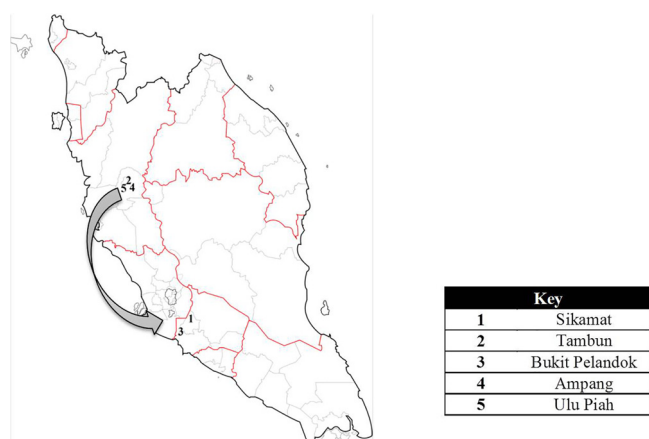 2
5 4
1
3
Key
1 Sikamat
2 Tambun
3 Bukit Pelandok
4 Ampang
5 Ulu Piah